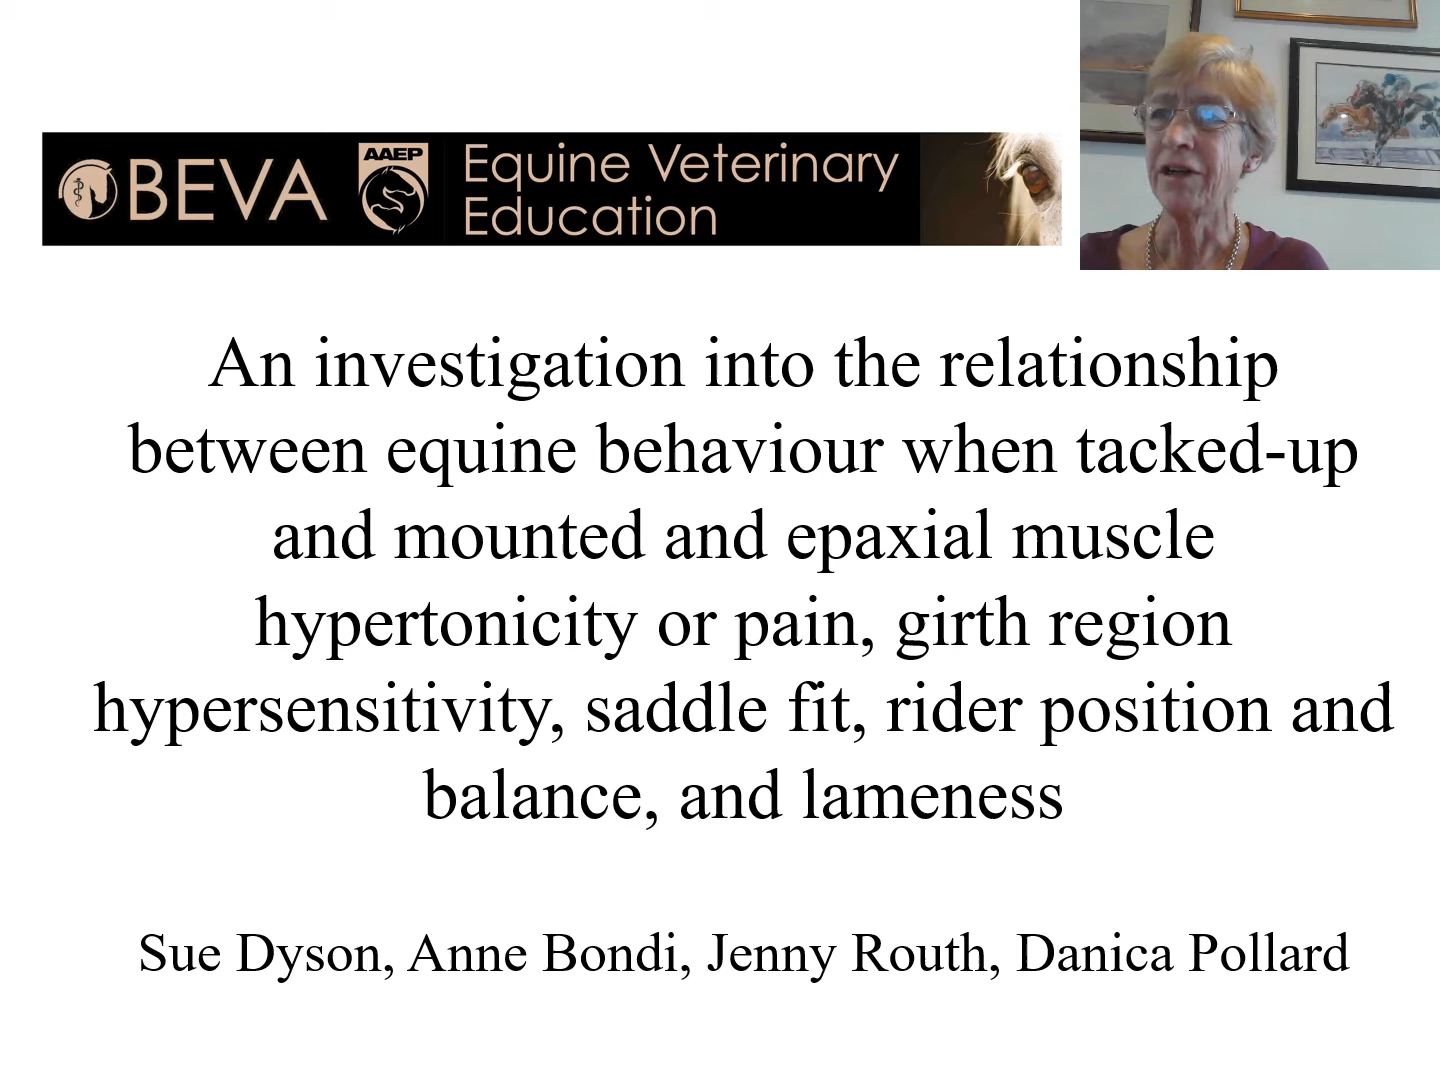 BEVA
AAEP
Equine Veterinary
Education
An investigation into the relationship
between equine behaviour when tacked-up
and mounted and epaxial muscle
hypertonicity or pain, girth region
hypersensitivity, saddle fit, rider position and
balance, and lameness
Sue Dyson, Anne Bondi, Jenny Routh, Danica Pollard